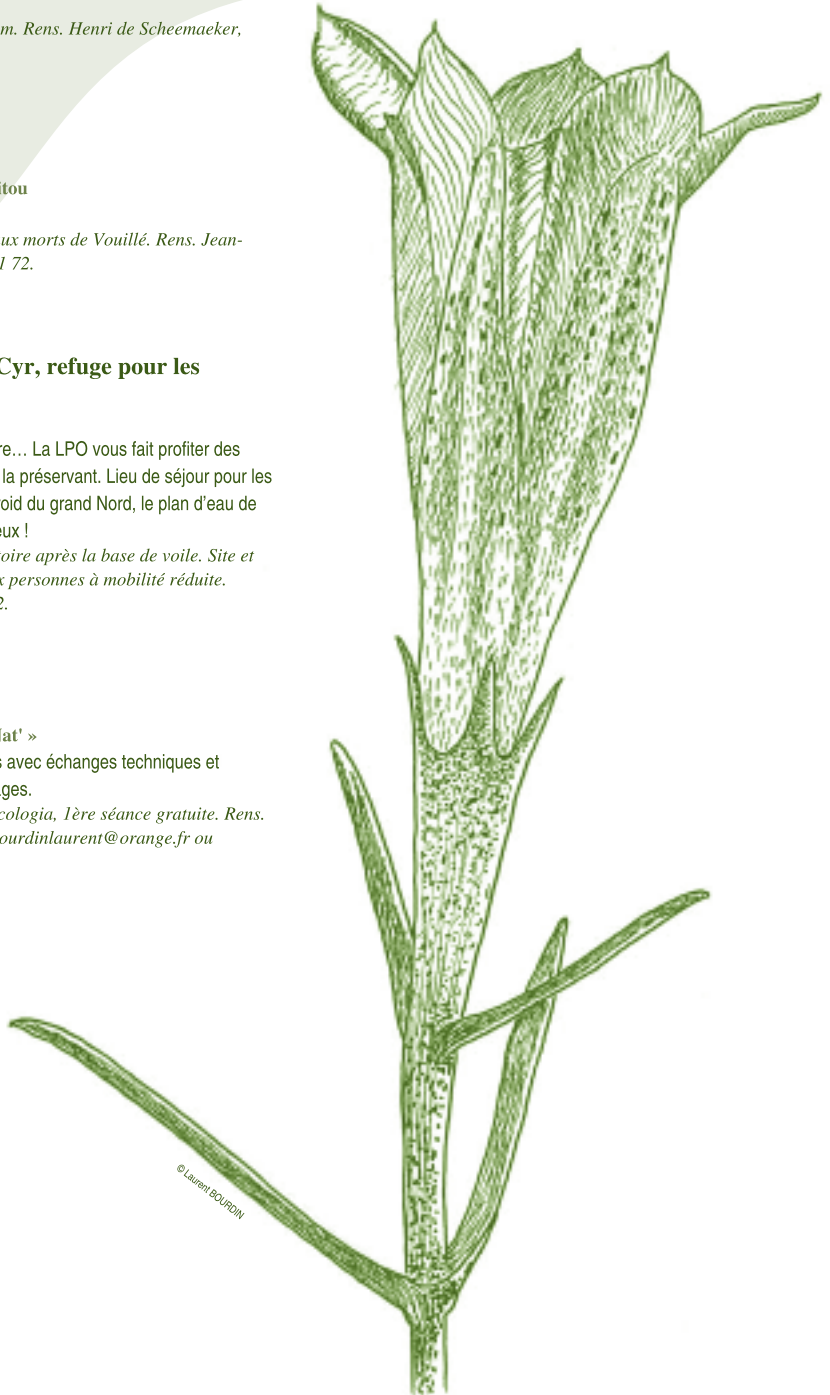 m. Rens. Henri de Scheemaeker,
itou
ux morts de Vouillé. Rens. Jean-
1 72.
Cyr, refuge pour les
re… La LPO vous fait profiter des
la préservant. Lieu de séjour pour les
oid du grand Nord, le plan d'eau de
eux !
toire après la base de voile. Site et
x personnes à mobilité réduite.
2.
Nat' »
s avec échanges techniques et
ages.
cologia, 1ère séance gratuite. Rens.
ourdinlaurent@orange.fr ou
© Laurent BOURDIN